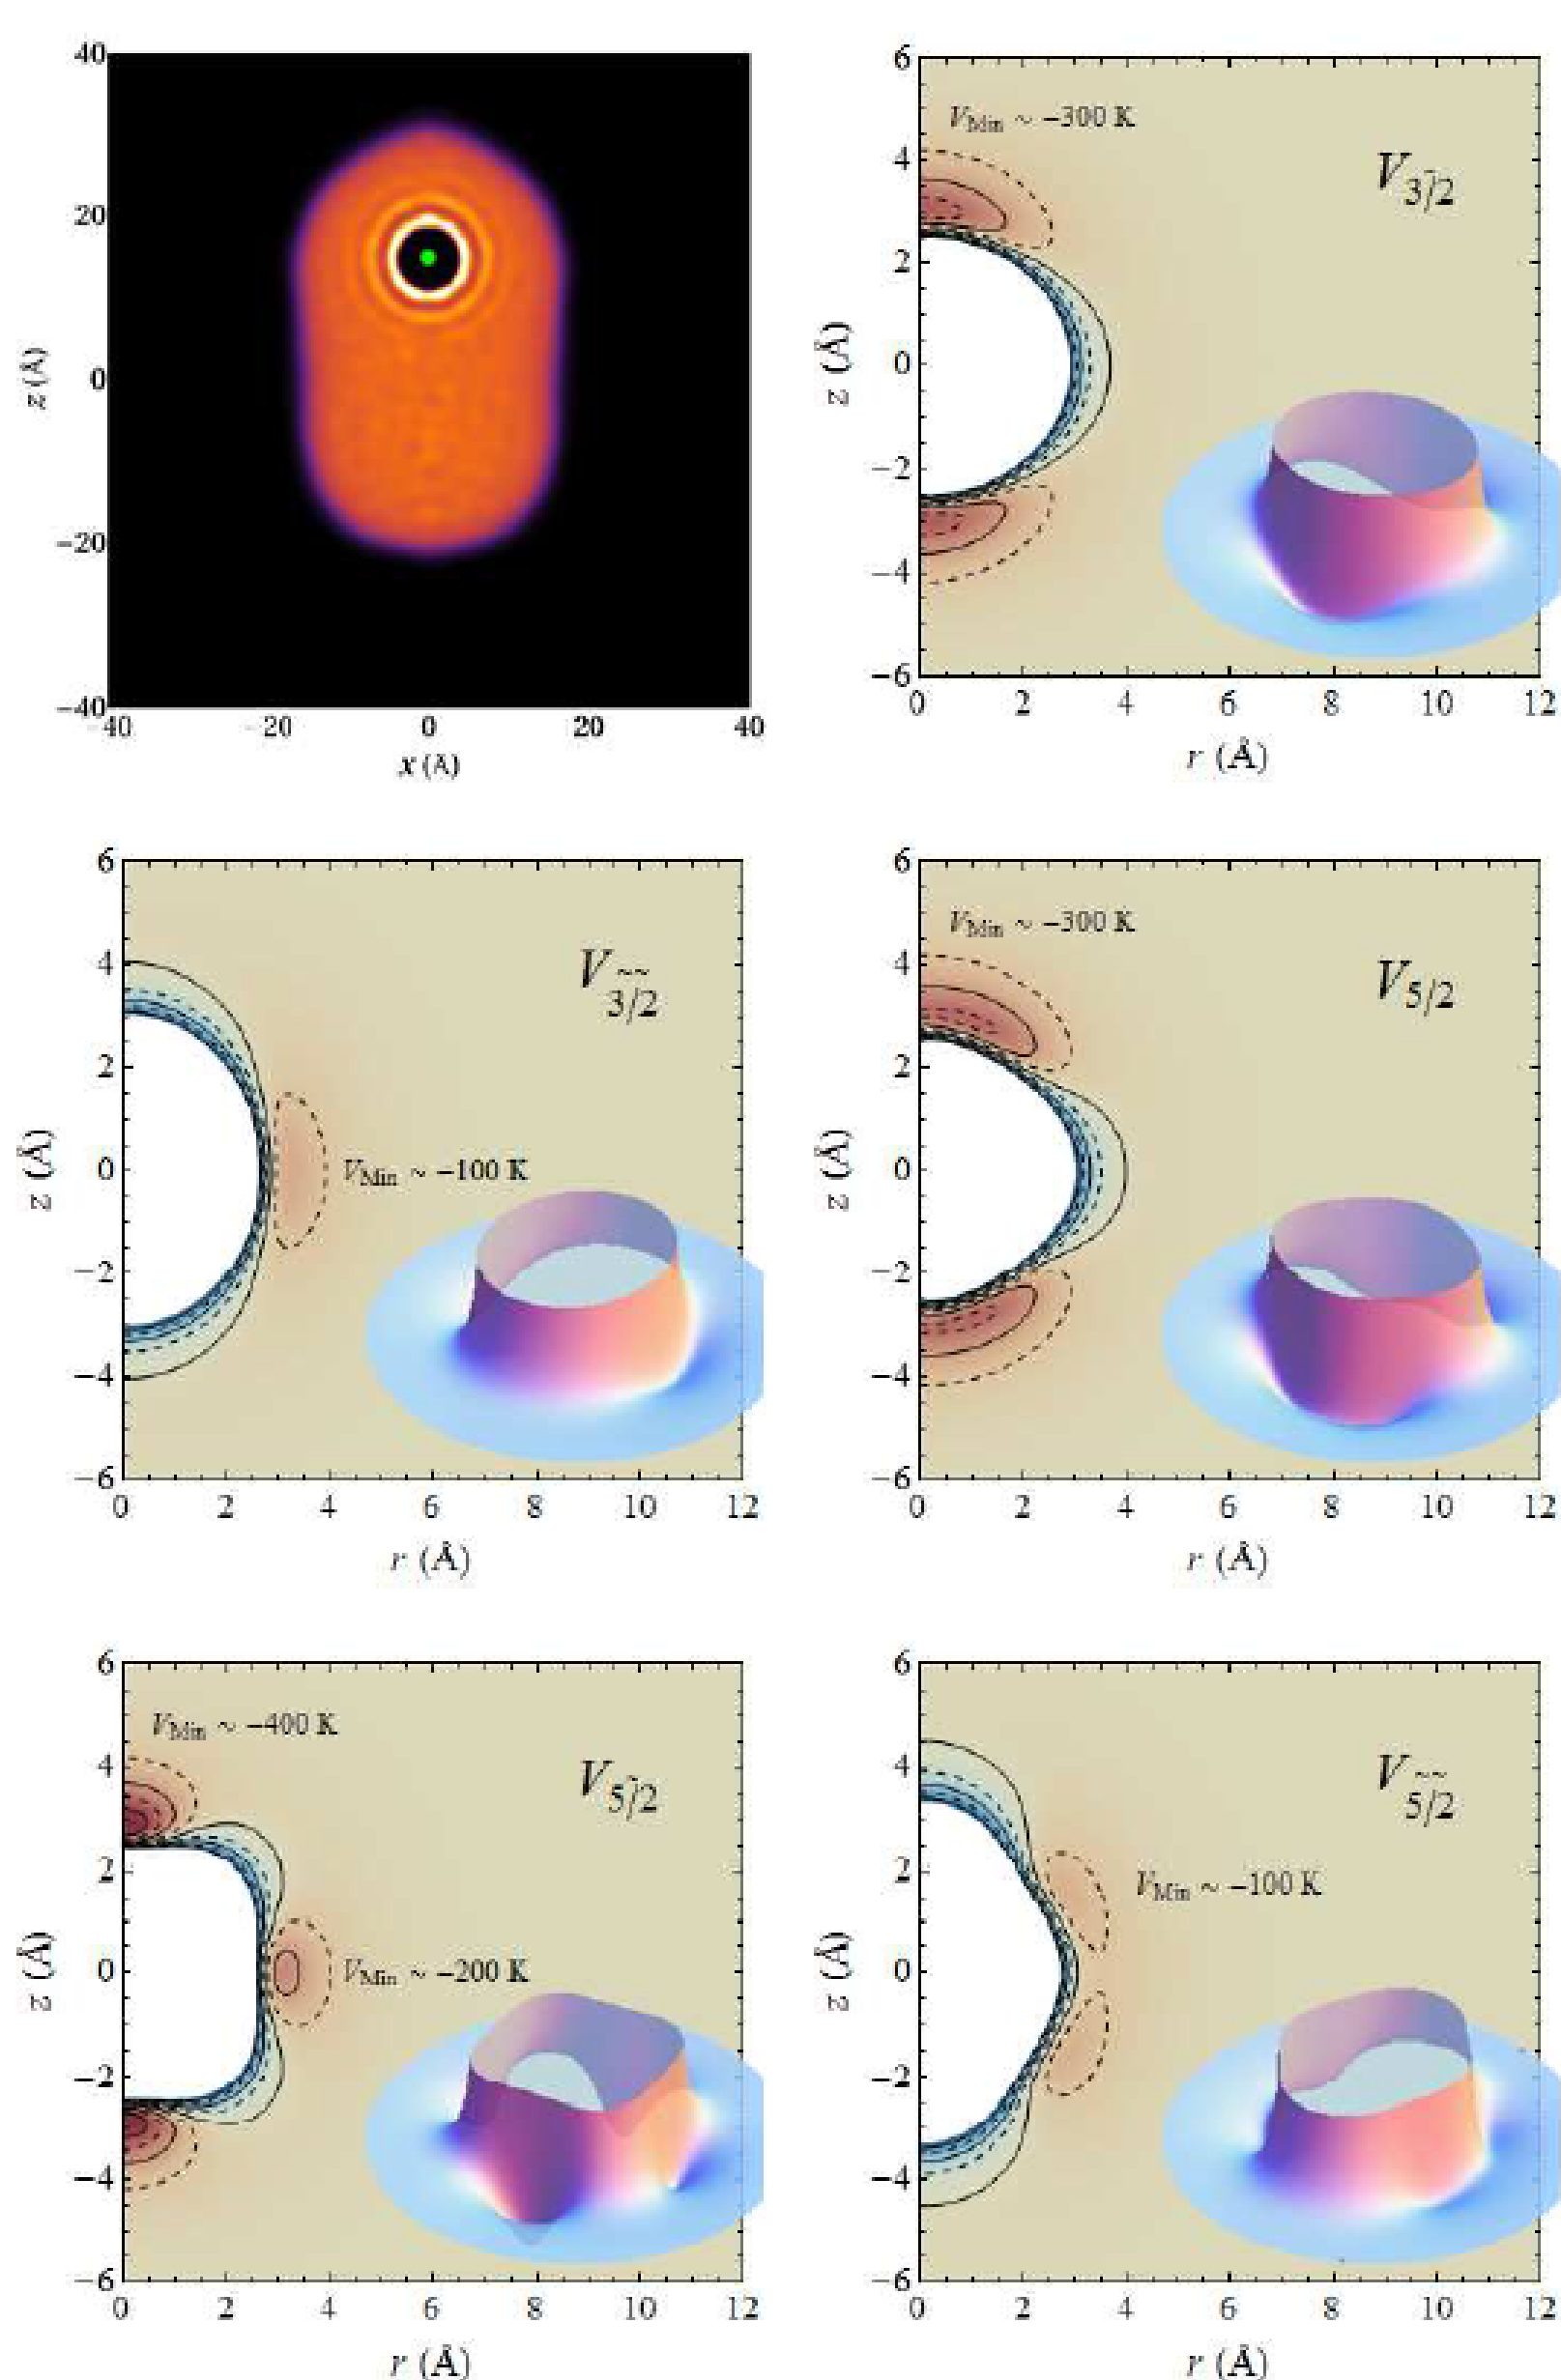 40
20
0
−20
−40
z (Å)
−40 −20 0 20 40
x (Å)
6
4
2
0
−2
−4
−6
z (Å)
V_Min ~ −300 K
V_3̃/2
0 2 4 6 8 10 12
r (Å)
6
4
2
0
−2
−4
−6
z (Å)
V_≈3/2
V_Min ~ −100 K
0 2 4 6 8 10 12
r (Å)
6
4
2
0
−2
−4
−6
z (Å)
V_Min ~ −300 K
V_5/2
0 2 4 6 8 10 12
r (Å)
6
4
2
0
−2
−4
−6
z (Å)
V_Min ~ −400 K
V_5̃/2
V_Min ~ −200 K
0 2 4 6 8 10 12
r (Å)
6
4
2
0
−2
−4
−6
z (Å)
V_≈5/2
V_Min ~ −100 K
0 2 4 6 8 10 12
r (Å)